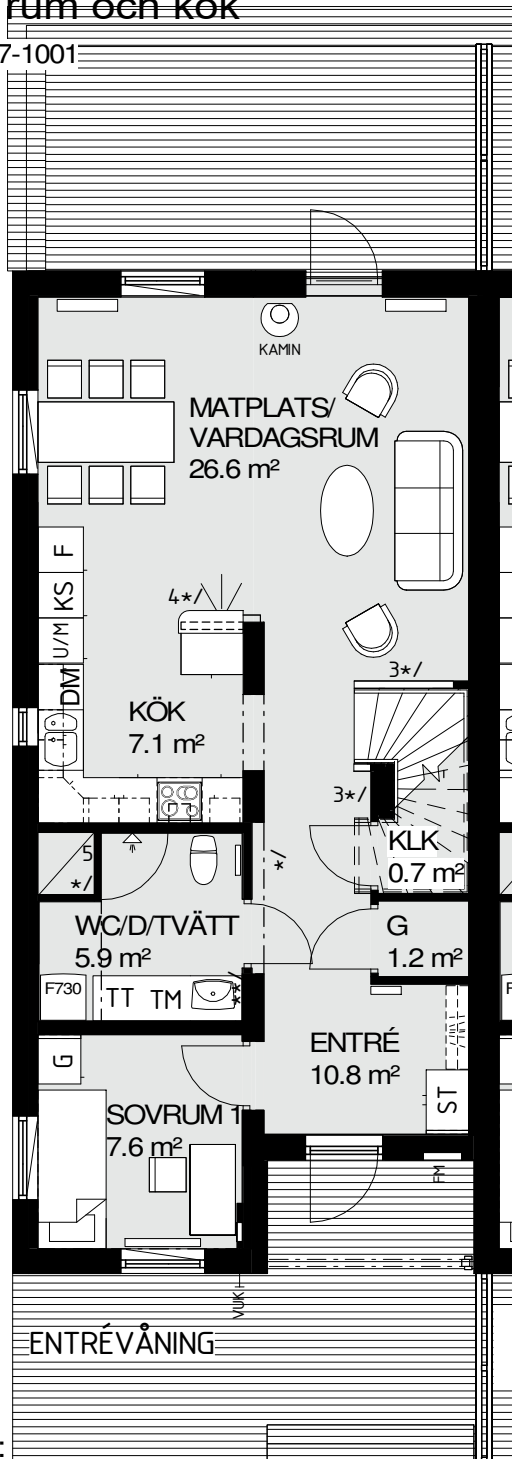 rum och kök
7-1001
KAMIN
MATPLATS/
VARDAGSRUM
26.6 m²
F
KS
U/M
DM
4*/
3*/
KÖK
7.1 m²
3*/
*/
KLK
0.7 m²
5
*/
WC/D/TVÄTT
5.9 m²
G
1.2 m²
F730
TT
TM
**/
ENTRÉ
10.8 m²
G
ST
SOVRUM 1
7.6 m²
FM
VUK
ENTRÉVÅNING